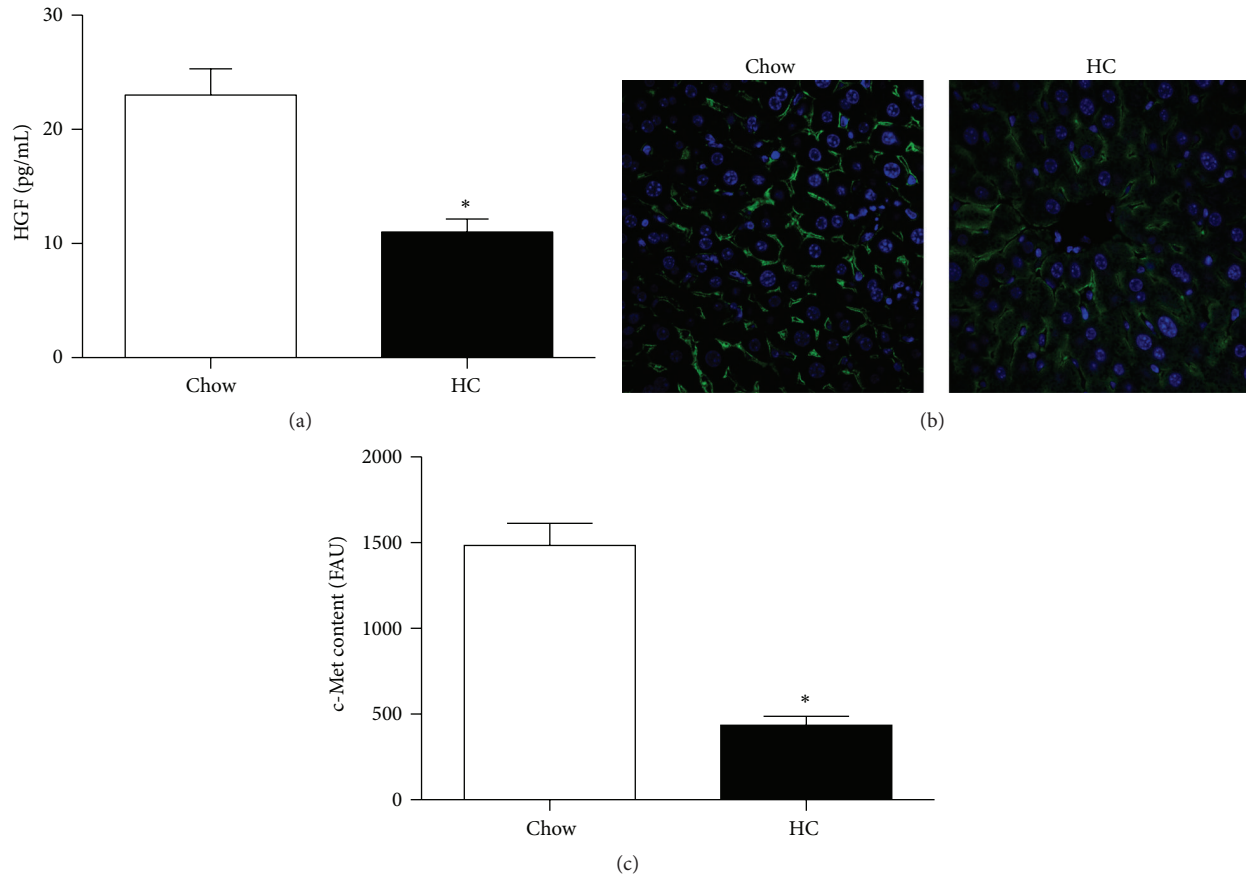 HGF (pg/mL)
30
20
10
0
*
Chow
HC
(a)
Chow
HC
(b)
c-Met content (FAU)
2000
1500
1000
500
0
*
Chow
HC
(c)